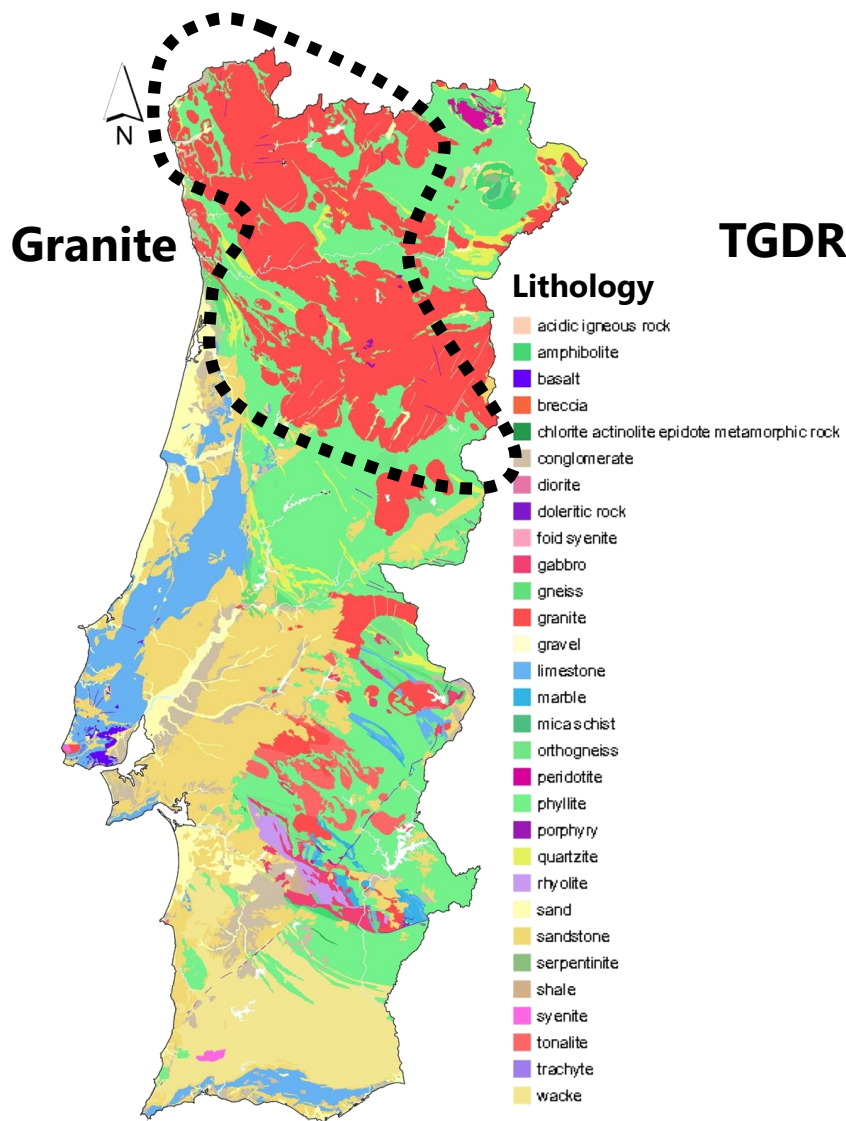 N
Granite
TGDR
Lithology
acidic igneous rock
amphibolite
basalt
breccia
chlorite actinolite epidote metamorphic rock
conglomerate
diorite
doleritic rock
foid syenite
gabbro
gneiss
granite
gravel
limestone
marble
mica schist
orthogneiss
peridotite
phyllite
porphyry
quartzite
rhyolite
sand
sandstone
serpentinite
shale
syenite
tonalite
trachyte
wacke